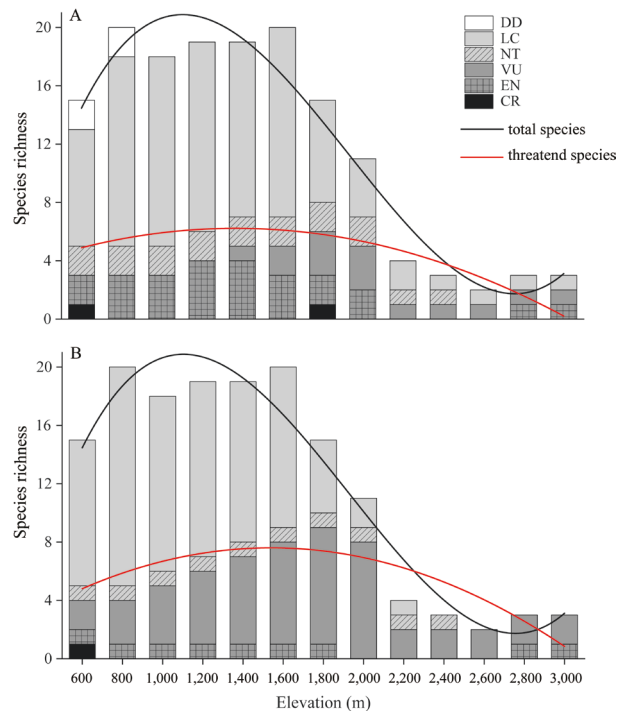 A
20
16
12
8
4
0
Species richness
DD
LC
NT
VU
EN
CR
total species
threatend species
B
20
16
12
8
4
0
Species richness
600 800 1,000 1,200 1,400 1,600 1,800 2,000 2,200 2,400 2,600 2,800 3,000
Elevation (m)